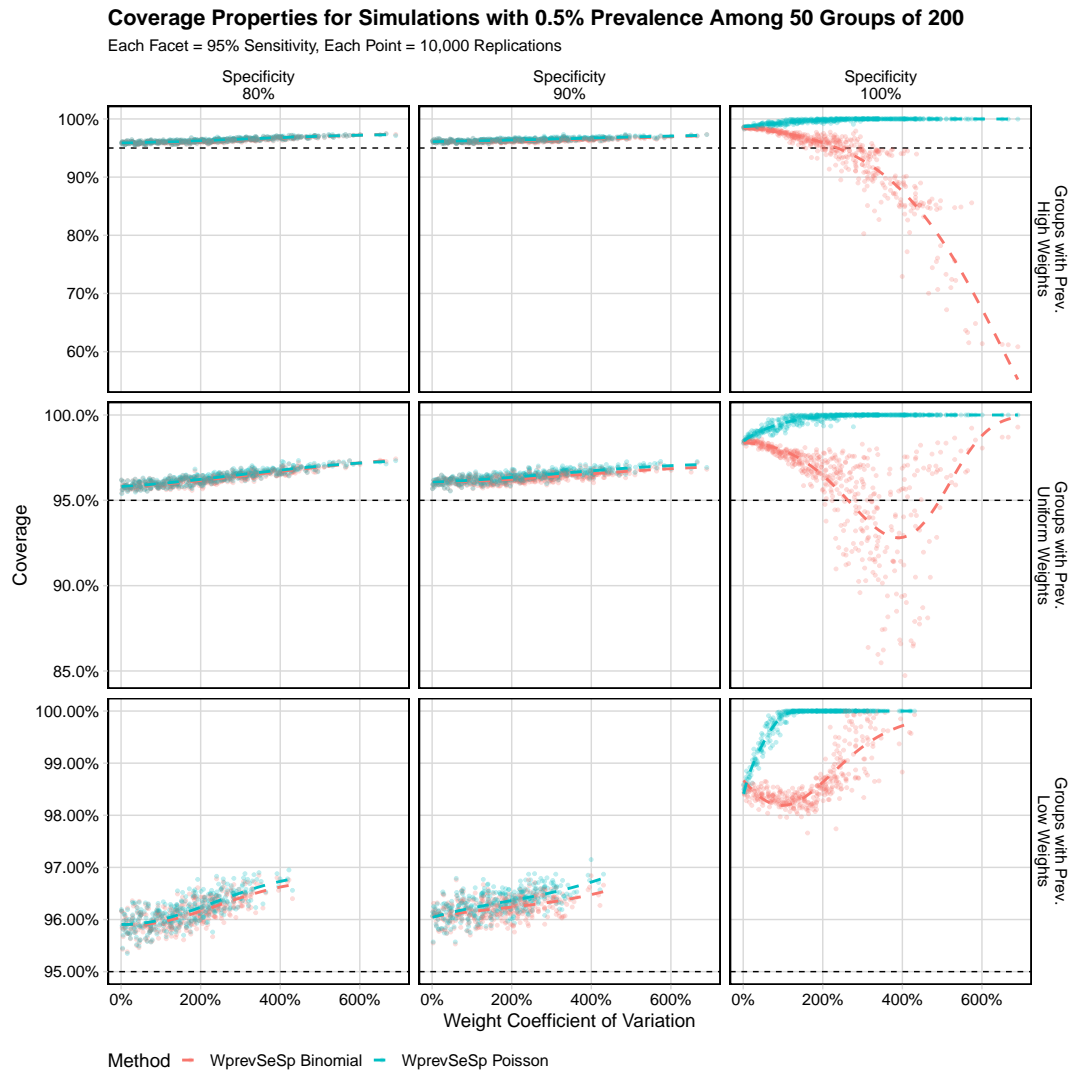 Coverage Properties for Simulations with 0.5% Prevalence Among 50 Groups of 200
Each Facet = 95% Sensitivity, Each Point = 10,000 Replications
Specificity
80%
Specificity
90%
Specificity
100%
100%
90%
80%
70%
60%
Groups with Prev.
High Weights
100.0%
95.0%
90.0%
85.0%
Groups with Prev.
Uniform Weights
100.00%
99.00%
98.00%
97.00%
96.00%
95.00%
Groups with Prev.
Low Weights
Coverage
0%
200%
400%
600%
0%
200%
400%
600%
0%
200%
400%
600%
Weight Coefficient of Variation
Method
WprevSeSp Binomial
WprevSeSp Poisson